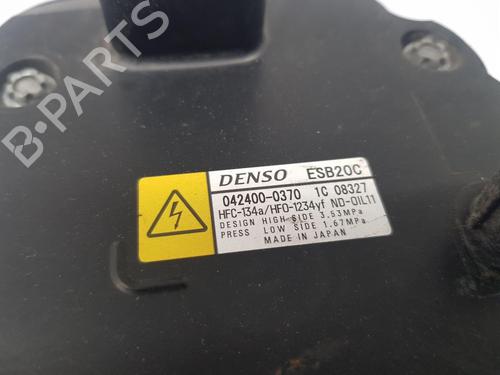 B-PARTS
DENSO ESB20C
042400-0370 1C 08327
HFC-134a/HFO-1234yf ND-OIL11
DESIGN HIGH SIDE 3.53MPa
PRESS LOW SIDE 1.67MPa
MADE IN JAPAN